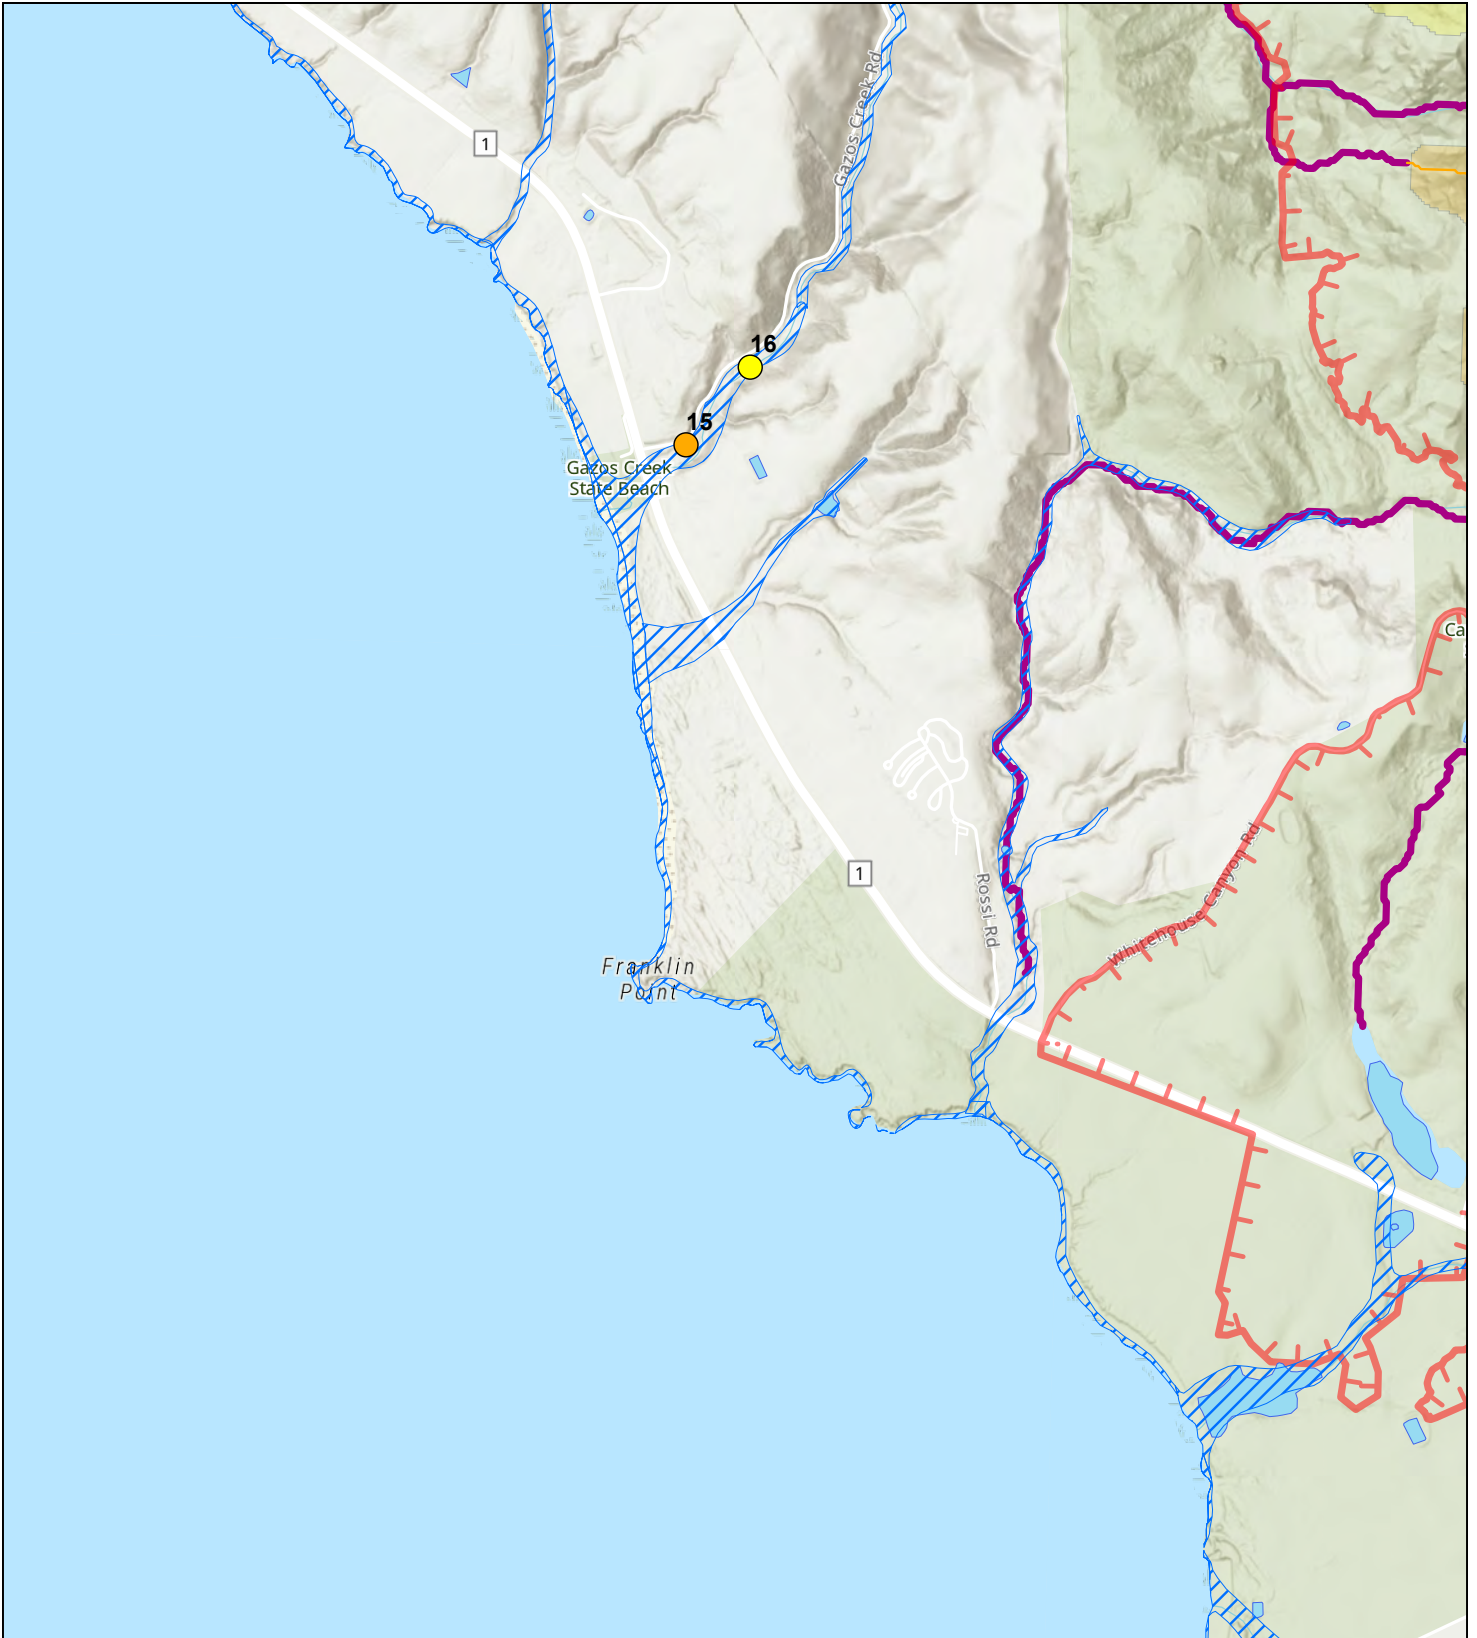 Gazos Creek Rd
1
16
15
Gazos Creek
State Beach
Ca
1
Rossi Rd
Whitehouse Canyon Rd
Franklin
Point